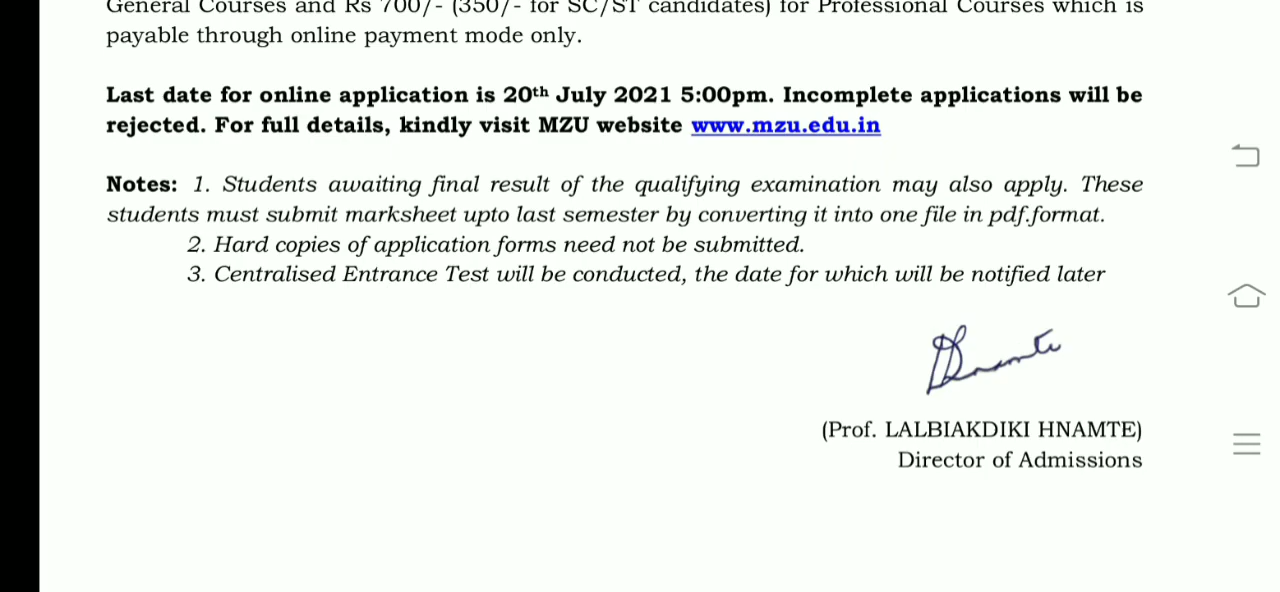 General Courses and Rs 700/- (350/- for SC/ST candidates) for Professional Courses which is
payable through online payment mode only.
Last date for online application is 20th July 2021 5:00pm. Incomplete applications will be
rejected. For full details, kindly visit MZU website www.mzu.edu.in
Notes: 1. Students awaiting final result of the qualifying examination may also apply. These
students must submit marksheet upto last semester by converting it into one file in pdf.format.
2. Hard copies of application forms need not be submitted.
3. Centralised Entrance Test will be conducted, the date for which will be notified later
(Prof. LALBIAKDIKI HNAMTE)
Director of Admissions